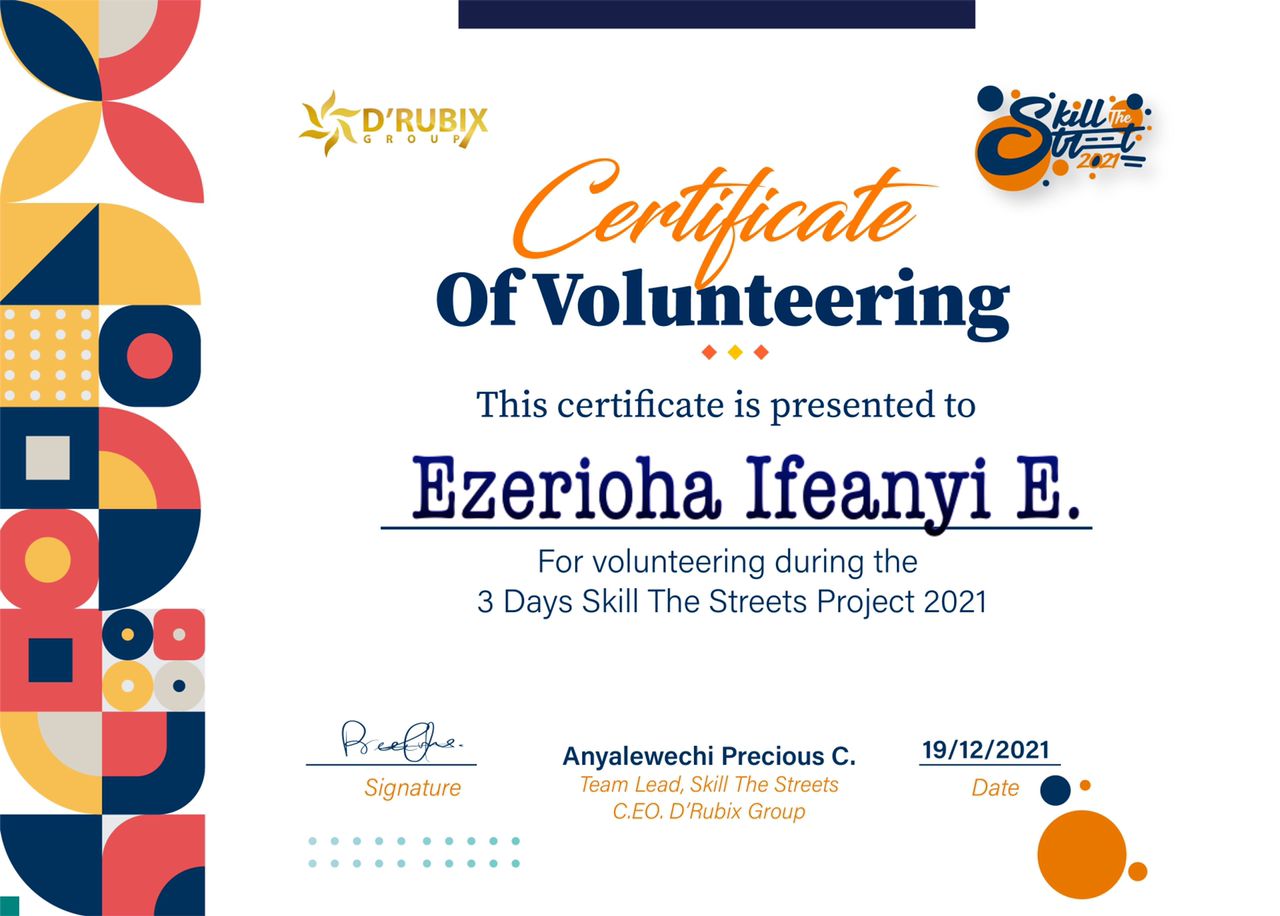 D'RUBIX
GROUP
Skill The
Street
2021
Certificate
Of Volunteering
This certificate is presented to
Ezerioha Ifeanyi E.
For volunteering during the
3 Days Skill The Streets Project 2021
Signature
Anyalewechi Precious C.
Team Lead, Skill The Streets
C.EO. D'Rubix Group
19/12/2021
Date